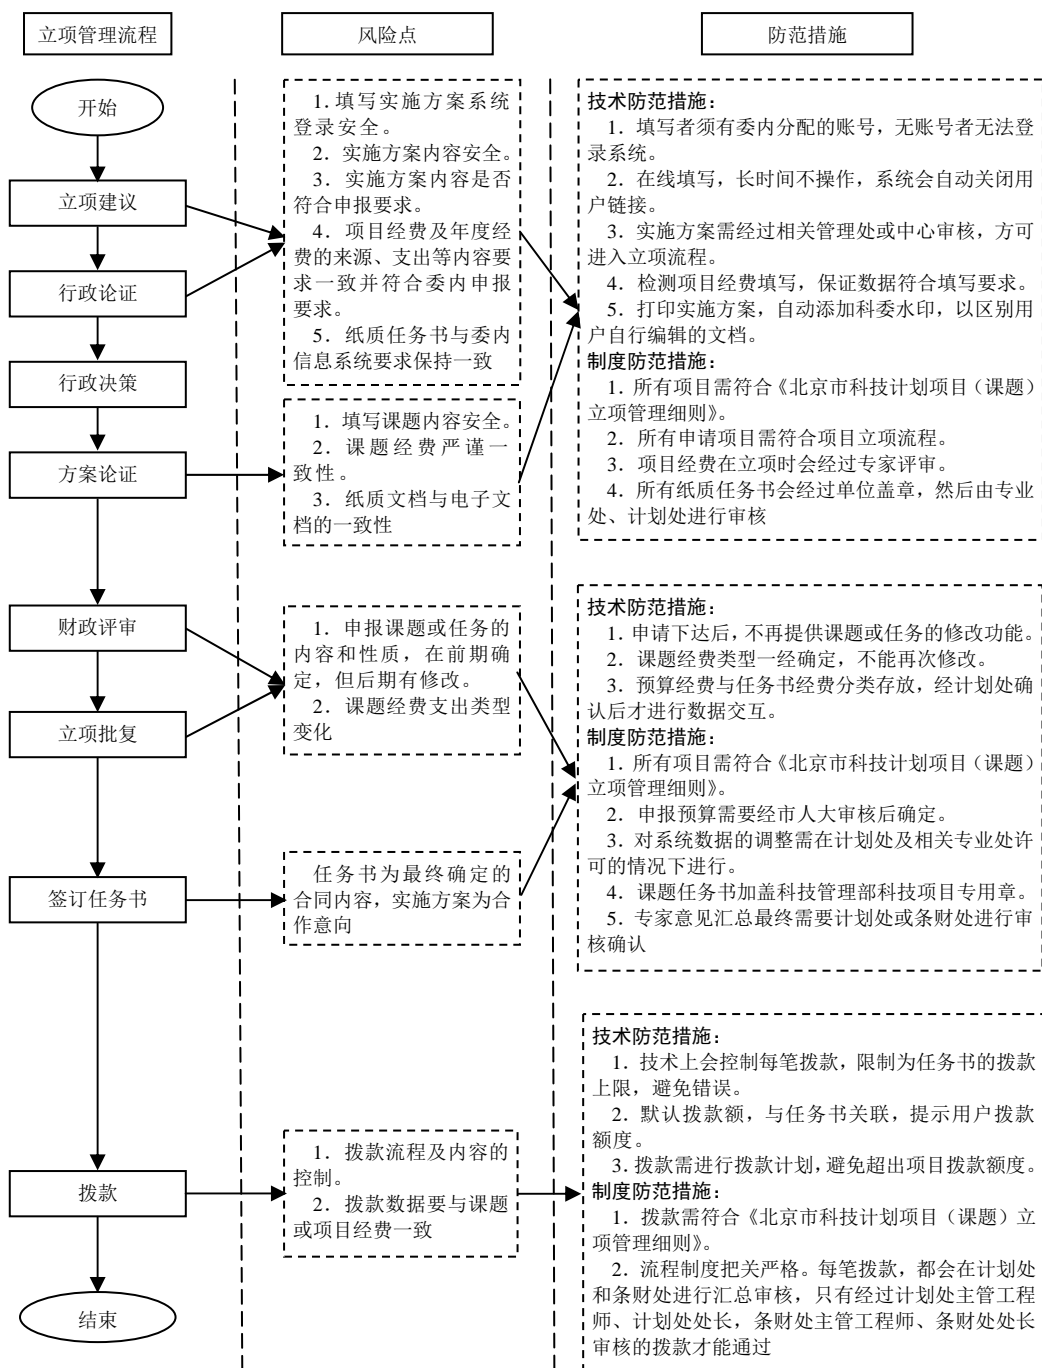 立项管理流程
风险点
防范措施
开始
立项建议
行政论证
行政决策
方案论证
财政评审
立项批复
签订任务书
拨款
结束
1. 填写实施方案系统
登录安全。
2. 实施方案内容安全。
3. 实施方案内容是否
符合申报要求。
4. 项目经费及年度经
费的来源、支出等内容要
求一致并符合委内申报
要求。
5. 纸质任务书与委内
信息系统要求保持一致
1. 填写课题内容安全。
2. 课题经费严谨一
致性。
3. 纸质文档与电子文
档的一致性
1. 申报课题或任务的
内容和性质，在前期确
定，但后期有修改。
2. 课题经费支出类型
变化
任务书为最终确定的
合同内容，实施方案为合
作意向
1. 拨款流程及内容的
控制。
2. 拨款数据要与课题
或项目经费一致
技术防范措施：
1. 填写者须有委内分配的账号，无账号者无法登
录系统。
2. 在线填写，长时间不操作，系统会自动关闭用
户链接。
3. 实施方案需经过相关管理处或中心审核，方可
进入立项流程。
4. 检测项目经费填写，保证数据符合填写要求。
5. 打印实施方案，自动添加科委水印，以区别用
户自行编辑的文档。
制度防范措施：
1. 所有项目需符合《北京市科技计划项目（课题）
立项管理细则》。
2. 所有申请项目需符合项目立项流程。
3. 项目经费在立项时会经过专家评审。
4. 所有纸质任务书会经过单位盖章，然后由专业
处、计划处进行审核
技术防范措施：
1. 申请下达后，不再提供课题或任务的修改功能。
2. 课题经费类型一经确定，不能再次修改。
3. 预算经费与任务书经费分类存放，经计划处确
认后才进行数据交互。
制度防范措施：
1. 所有项目需符合《北京市科技计划项目（课题）
立项管理细则》。
2. 申报预算需要经市人大审核后确定。
3. 对系统数据的调整需在计划处及相关专业处许
可的情况下进行。
4. 课题任务书加盖科技管理部科技项目专用章。
5. 专家意见汇总最终需要计划处或条财处进行审
核确认
技术防范措施：
1. 技术上会控制每笔拨款，限制为任务书的拨款
上限，避免错误。
2. 默认拨款额，与任务书关联，提示用户拨款
额度。
3. 拨款需进行拨款计划，避免超出项目拨款额度。
制度防范措施：
1. 拨款需符合《北京市科技计划项目（课题）立
项管理细则》。
2. 流程制度把关严格。每笔拨款，都会在计划处
和条财处进行汇总审核，只有经过计划处主管工程
师、计划处处长，条财处主管工程师、条财处处长
审核的拨款才能通过